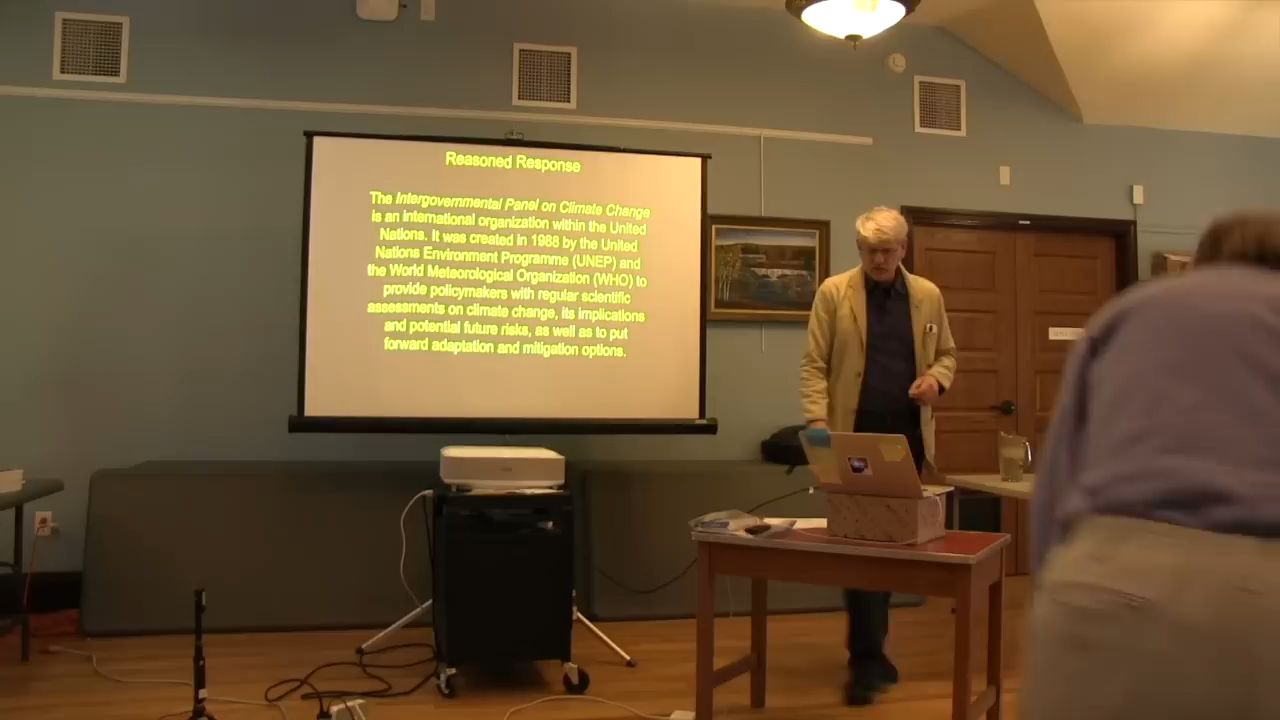 Reasoned Response
The Intergovernmental Panel on Climate Change
is an international organization within the United
Nations. It was created in 1988 by the United
Nations Environment Programme (UNEP) and
the World Meteorological Organization (WHO) to
provide policymakers with regular scientific
assessments on climate change, its implications
and potential future risks, as well as to put
forward adaptation and mitigation options.